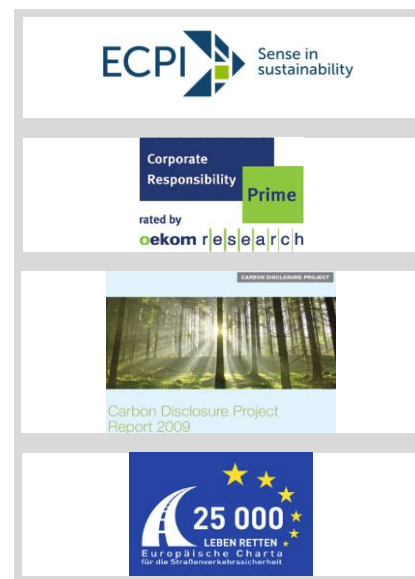 ECPI
Sense in
sustainability
Corporate
Responsibility
Prime
rated by
oekom r|e|s|e|a|r|c|h
CARBON DISCLOSURE PROJECT
Carbon Disclosure Project
Report 2009
25 000
LEBEN RETTEN
Europäische Charta
für die Straßenverkehrssicherheit